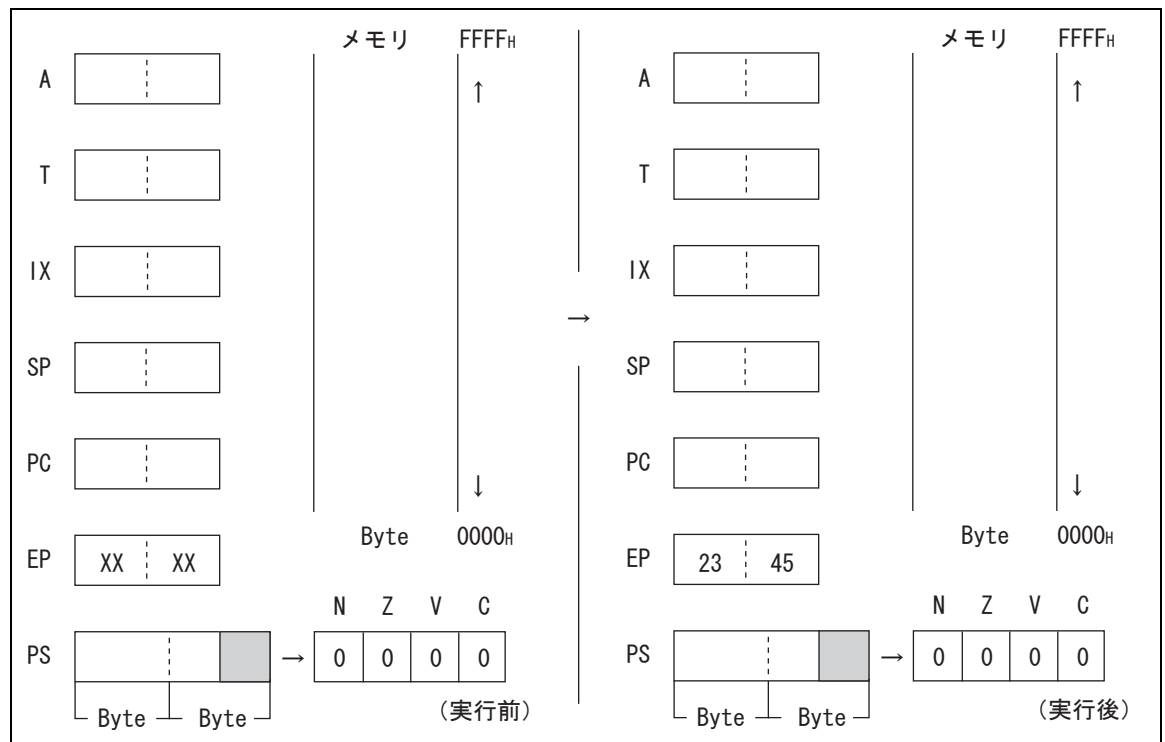 メモリ FFFFH
A ↑
T
IX
SP
PC ↓
Byte 0000H
EP XX XX
N Z V C
PS → 0 0 0 0
Byte Byte (実行前)
→
メモリ FFFFH
A ↑
T
IX
SP
PC ↓
Byte 0000H
EP 23 45
N Z V C
PS → 0 0 0 0
Byte Byte (実行後)